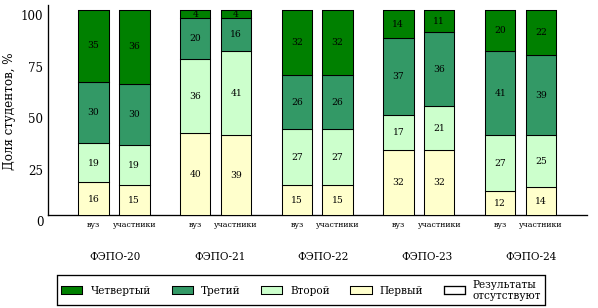 Доля студентов, %
100
75
50
25
0
35 36 4 4 32 32 14 11 20 22
30 30 20 16 26 26 37 36 41 39
19 19 36 41 27 27 17 21 27 25
16 15 40 39 15 15 32 32 12 14
вуз участники вуз участники вуз участники вуз участники вуз участники
ФЭПО-20 ФЭПО-21 ФЭПО-22 ФЭПО-23 ФЭПО-24
Четвертый Третий Второй Первый Результаты
отсутствуют